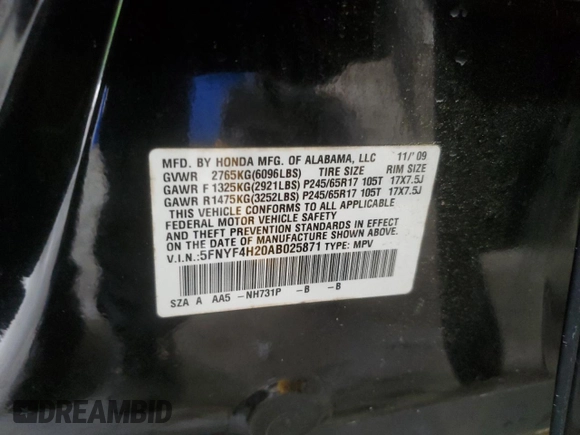 MFD. BY HONDA MFG. OF ALABAMA, LLC 11/'09
GVWR 2765KG(6096LBS) TIRE SIZE RIM SIZE
GAWR F 1325KG(2921LBS) P245/65R17 105T 17X7.5J
GAWR R1475KG(3252LBS) P245/65R17 105T 17X7.5J
THIS VEHICLE CONFORMS TO ALL APPLICABLE
FEDERAL MOTOR VEHICLE SAFETY
AND THEFT PREVENTION STANDARDS IN EFFECT
ON THE DATE OF MANUFACTURE SHOWN ABOVE.
V.I.N.:5FNYF4H20AB025871 TYPE: MPV
SZA A AA5 -NH731P -B -B
DREAMBID